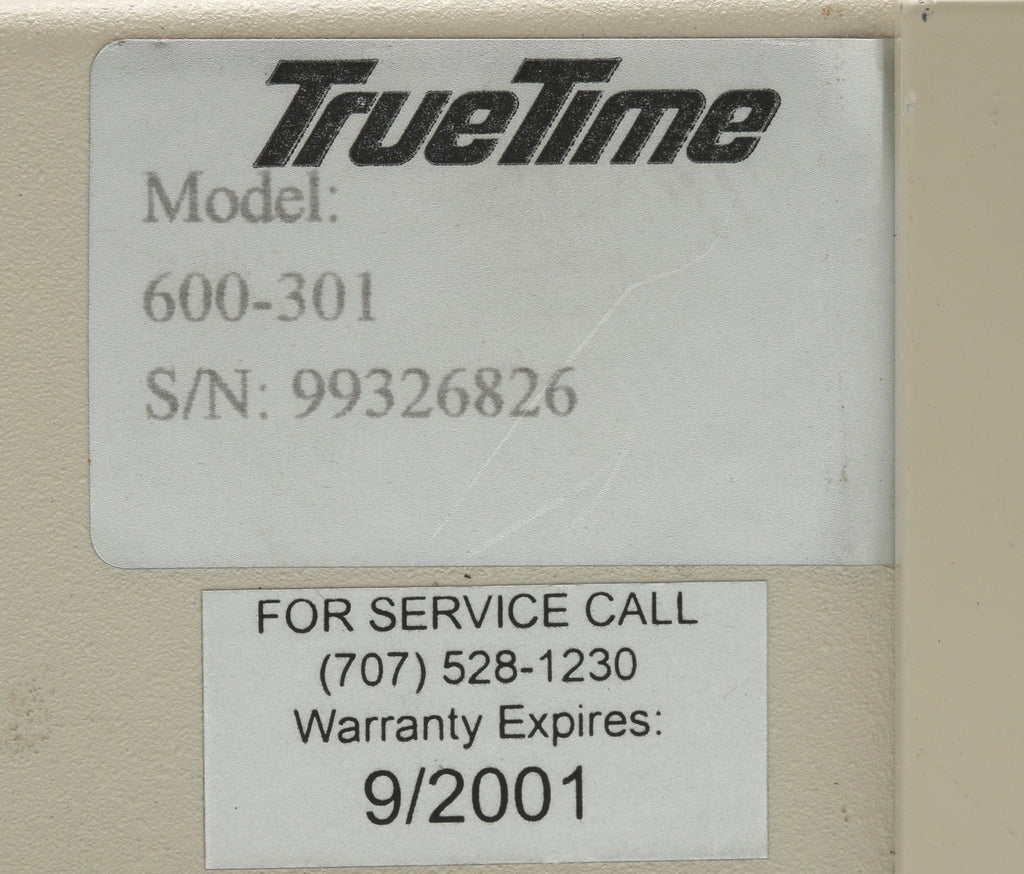 TrueTime
Model:
600-301
S/N: 99326826
FOR SERVICE CALL
(707) 528-1230
Warranty Expires:
9/2001